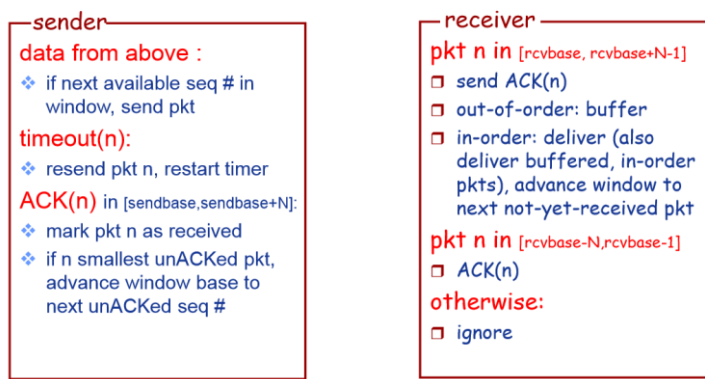 sender
data from above :
❖ if next available seq # in
window, send pkt
timeout(n):
❖ resend pkt n, restart timer
ACK(n) in [sendbase,sendbase+N]:
❖ mark pkt n as received
❖ if n smallest unACKed pkt,
advance window base to
next unACKed seq #
receiver
pkt n in [rcvbase, rcvbase+N-1]
❒ send ACK(n)
❒ out-of-order: buffer
❒ in-order: deliver (also
deliver buffered, in-order
pkts), advance window to
next not-yet-received pkt
pkt n in [rcvbase-N,rcvbase-1]
❒ ACK(n)
otherwise:
❒ ignore